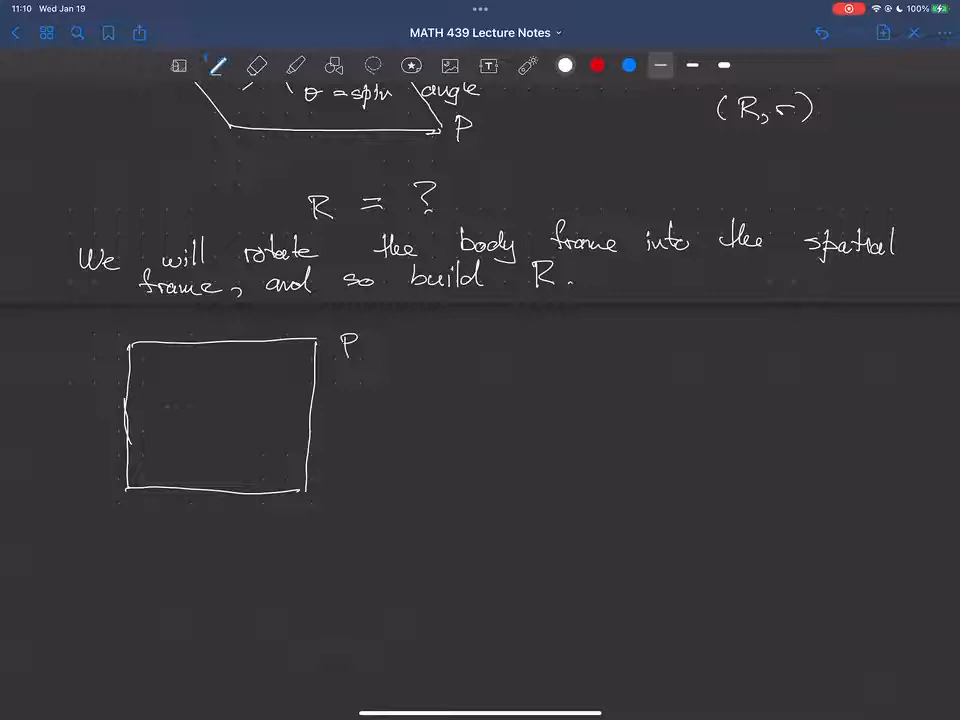 11:10 Wed Jan 19
100%
MATH 439 Lecture Notes
θ = spin angle
P
(R, r)
R = ?
We will rotate the body frame into the spatial
frame, and so build R.
P